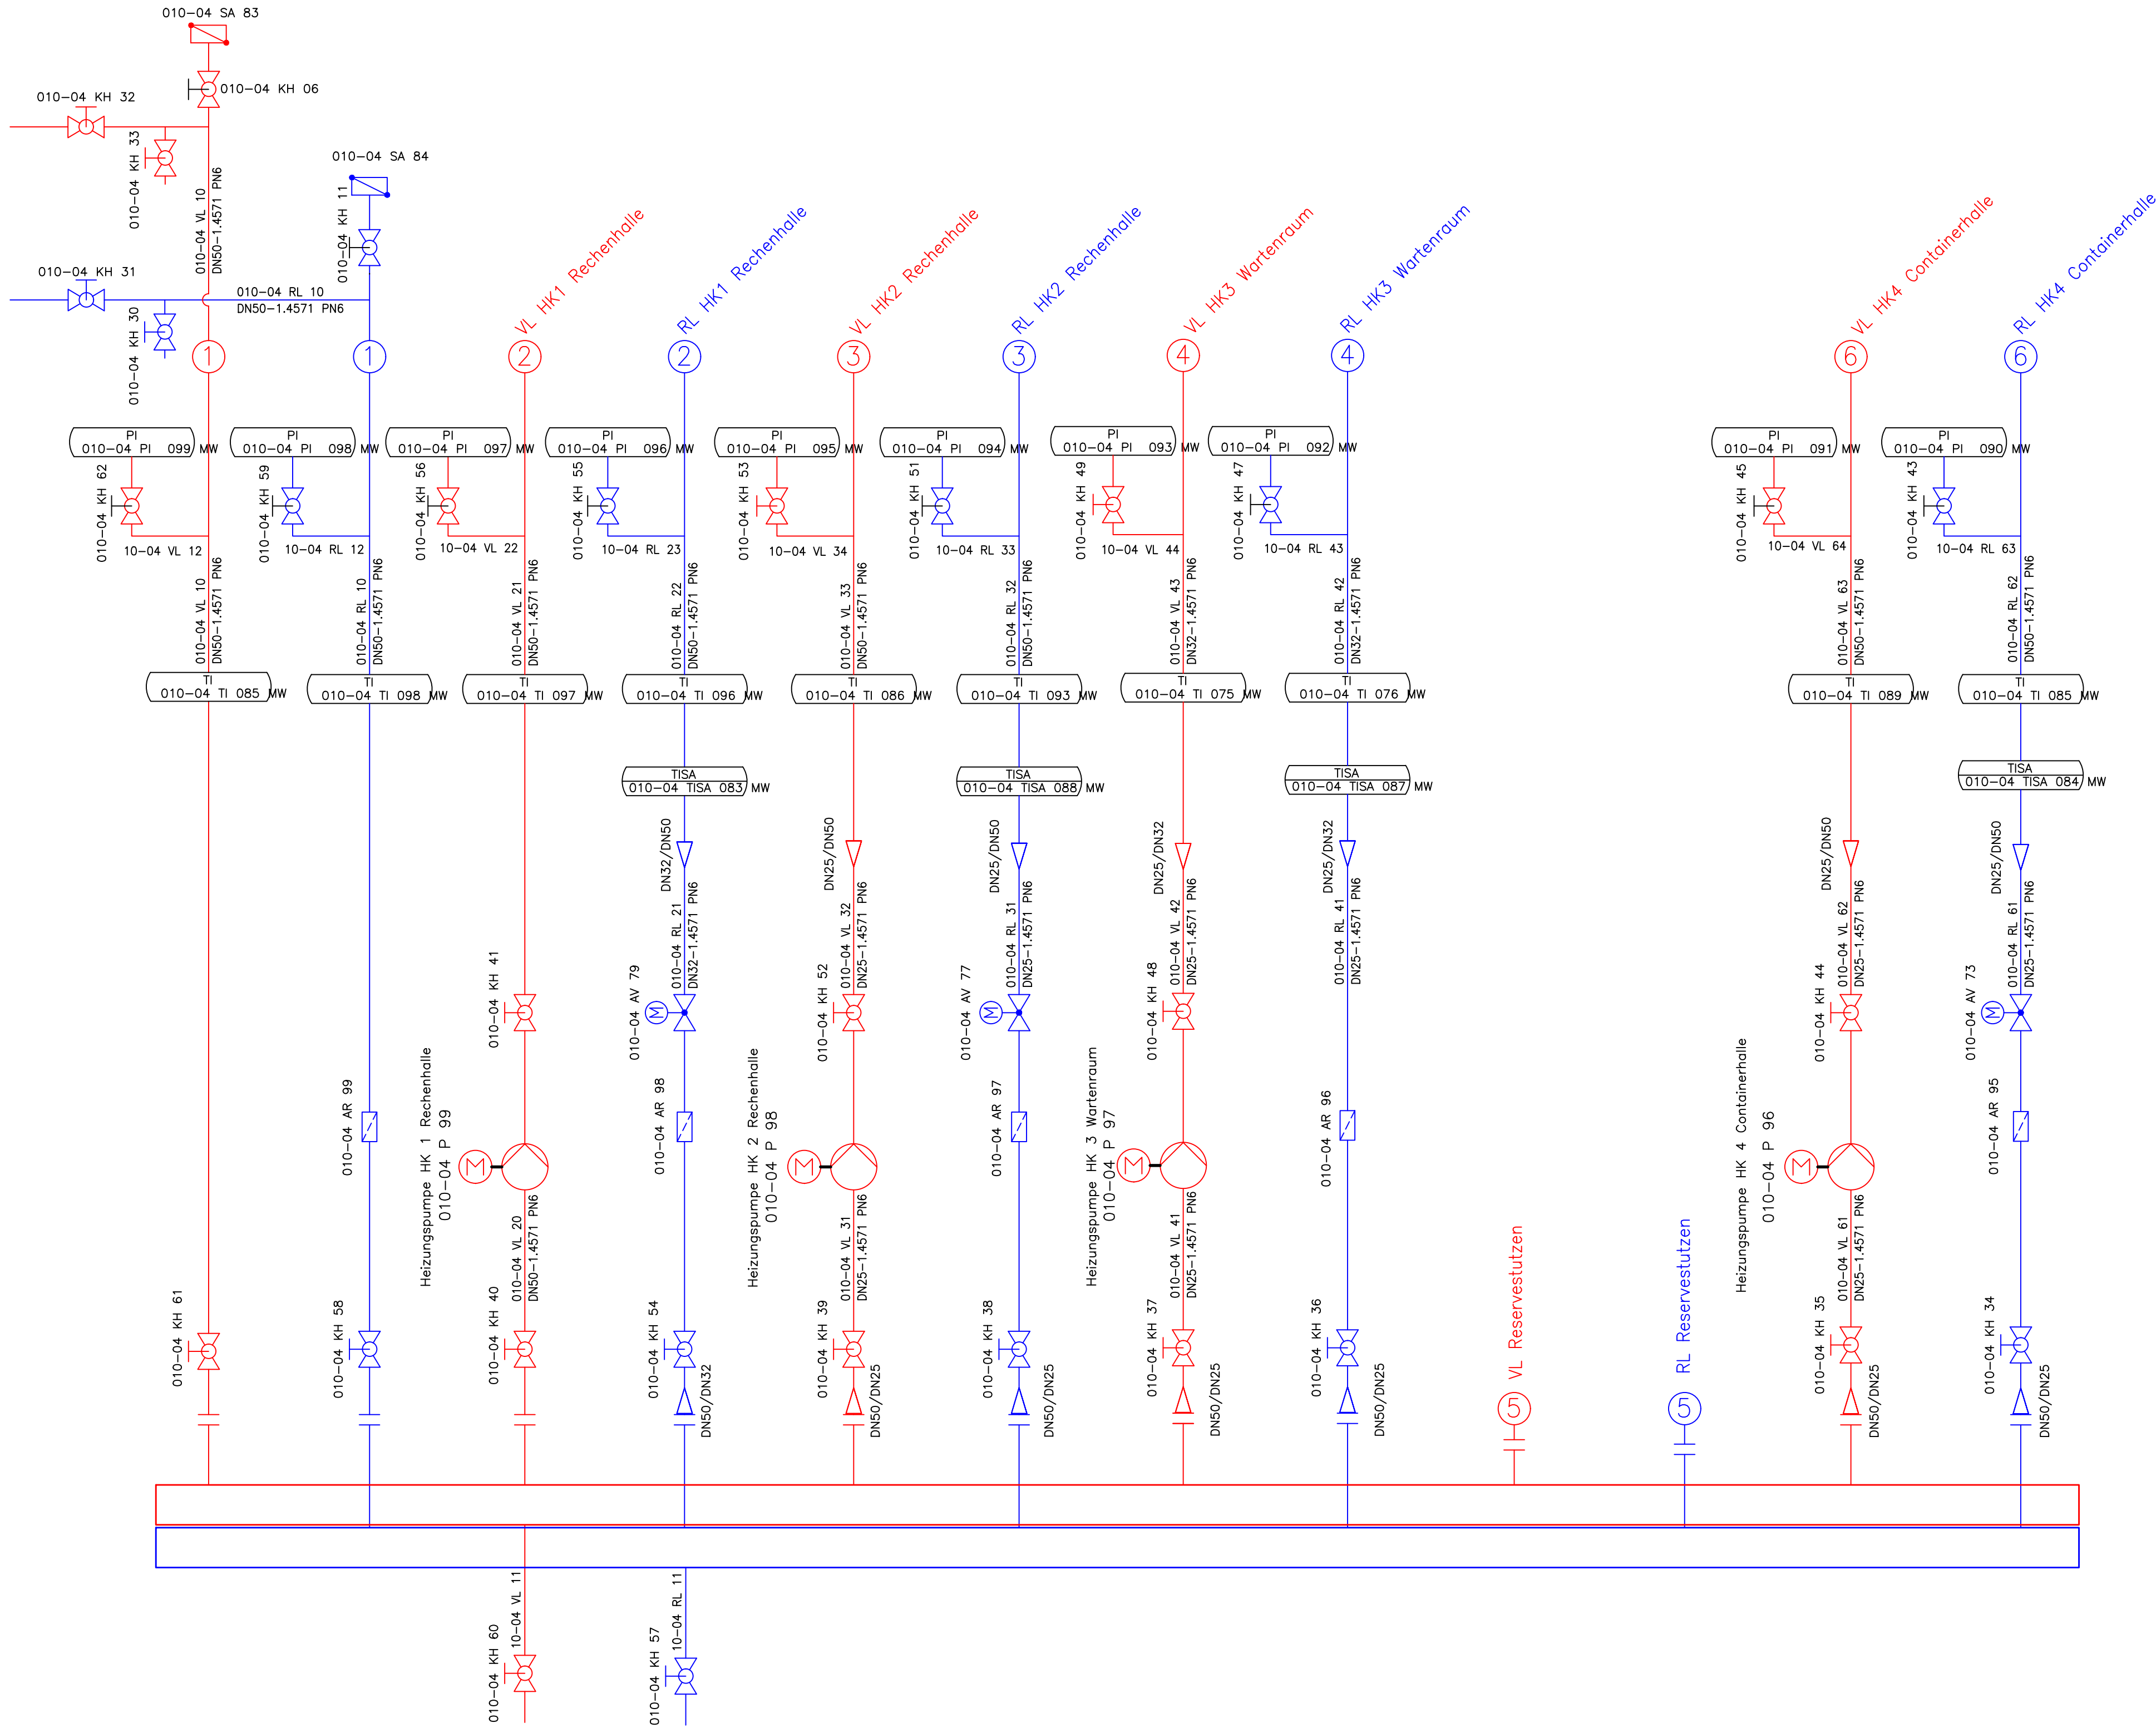 010-04 SA 83
010-04 KH 06
010-04 KH 32
010-04 KH 33
010-04 VL 10
DN50-1.4571 PN6
010-04 SA 84
010-04 KH 11
010-04 KH 31
010-04 RL 10
DN50-1.4571 PN6
010-04 KH 30
VL HK1 Rechenhalle
RL HK1 Rechenhalle
VL HK2 Rechenhalle
RL HK2 Rechenhalle
VL HK3 Wartenraum
RL HK3 Wartenraum
VL HK4 Containerhalle
RL HK4 Containerhalle
1
1
2
2
3
3
4
4
6
6
PI
010-04 PI 099 MW
PI
010-04 PI 098 MW
PI
010-04 PI 097 MW
PI
010-04 PI 096 MW
PI
010-04 PI 095 MW
PI
010-04 PI 094 MW
PI
010-04 PI 093 MW
PI
010-04 PI 092 MW
PI
010-04 PI 091 MW
PI
010-04 PI 090 MW
010-04 KH 62
010-04 KH 59
010-04 KH 56
010-04 KH 55
010-04 KH 53
010-04 KH 51
010-04 KH 49
010-04 KH 47
010-04 KH 45
010-04 KH 43
10-04 VL 12
10-04 RL 12
10-04 VL 22
10-04 RL 23
10-04 VL 34
10-04 RL 33
10-04 VL 44
10-04 RL 43
10-04 VL 64
10-04 RL 63
010-04 VL 10
DN50-1.4571 PN6
010-04 RL 10
DN50-1.4571 PN6
010-04 VL 21
DN50-1.4571 PN6
010-04 RL 22
DN50-1.4571 PN6
010-04 VL 33
DN50-1.4571 PN6
010-04 RL 32
DN50-1.4571 PN6
010-04 VL 43
DN32-1.4571 PN6
010-04 RL 42
DN32-1.4571 PN6
010-04 VL 63
DN50-1.4571 PN6
010-04 RL 62
DN50-1.4571 PN6
TI
010-04 TI 085 MW
TI
010-04 TI 098 MW
TI
010-04 TI 097 MW
TI
010-04 TI 096 MW
TI
010-04 TI 086 MW
TI
010-04 TI 093 MW
TI
010-04 TI 075 MW
TI
010-04 TI 076 MW
TI
010-04 TI 089 MW
TI
010-04 TI 085 MW
TISA
010-04 TISA 083 MW
TISA
010-04 TISA 088 MW
TISA
010-04 TISA 087 MW
TISA
010-04 TISA 084 MW
DN32/DN50
DN25/DN50
DN25/DN50
DN25/DN32
DN25/DN32
DN25/DN50
DN25/DN50
010-04 RL 21
DN32-1.4571 PN6
010-04 VL 32
DN25-1.4571 PN6
010-04 RL 31
DN25-1.4571 PN6
010-04 VL 42
DN25-1.4571 PN6
010-04 RL 41
DN25-1.4571 PN6
010-04 VL 62
DN25-1.4571 PN6
010-04 RL 61
DN25-1.4571 PN6
010-04 KH 41
010-04 AV 79
M
010-04 KH 52
010-04 AV 77
M
010-04 KH 48
010-04 KH 44
010-04 AV 73
M
010-04 AR 99
Heizungspumpe HK 1 Rechenhalle
010-04 P 99
M
010-04 AR 98
Heizungspumpe HK 2 Rechenhalle
010-04 P 98
M
010-04 AR 97
Heizungspumpe HK 3 Wartenraum
010-04 P 97
M
010-04 AR 96
Heizungspumpe HK 4 Containerhalle
010-04 P 96
M
010-04 AR 95
010-04 VL 20
DN50-1.4571 PN6
010-04 VL 31
DN25-1.4571 PN6
010-04 VL 41
DN25-1.4571 PN6
010-04 VL 61
DN25-1.4571 PN6
010-04 KH 61
010-04 KH 58
010-04 KH 40
010-04 KH 54
010-04 KH 39
010-04 KH 38
010-04 KH 37
010-04 KH 36
010-04 KH 35
010-04 KH 34
DN50/DN32
DN50/DN25
DN50/DN25
DN50/DN25
DN50/DN25
DN50/DN25
DN50/DN25
VL Reservestutzen
5
RL Reservestutzen
5
10-04 VL 11
010-04 KH 60
10-04 RL 11
010-04 KH 57